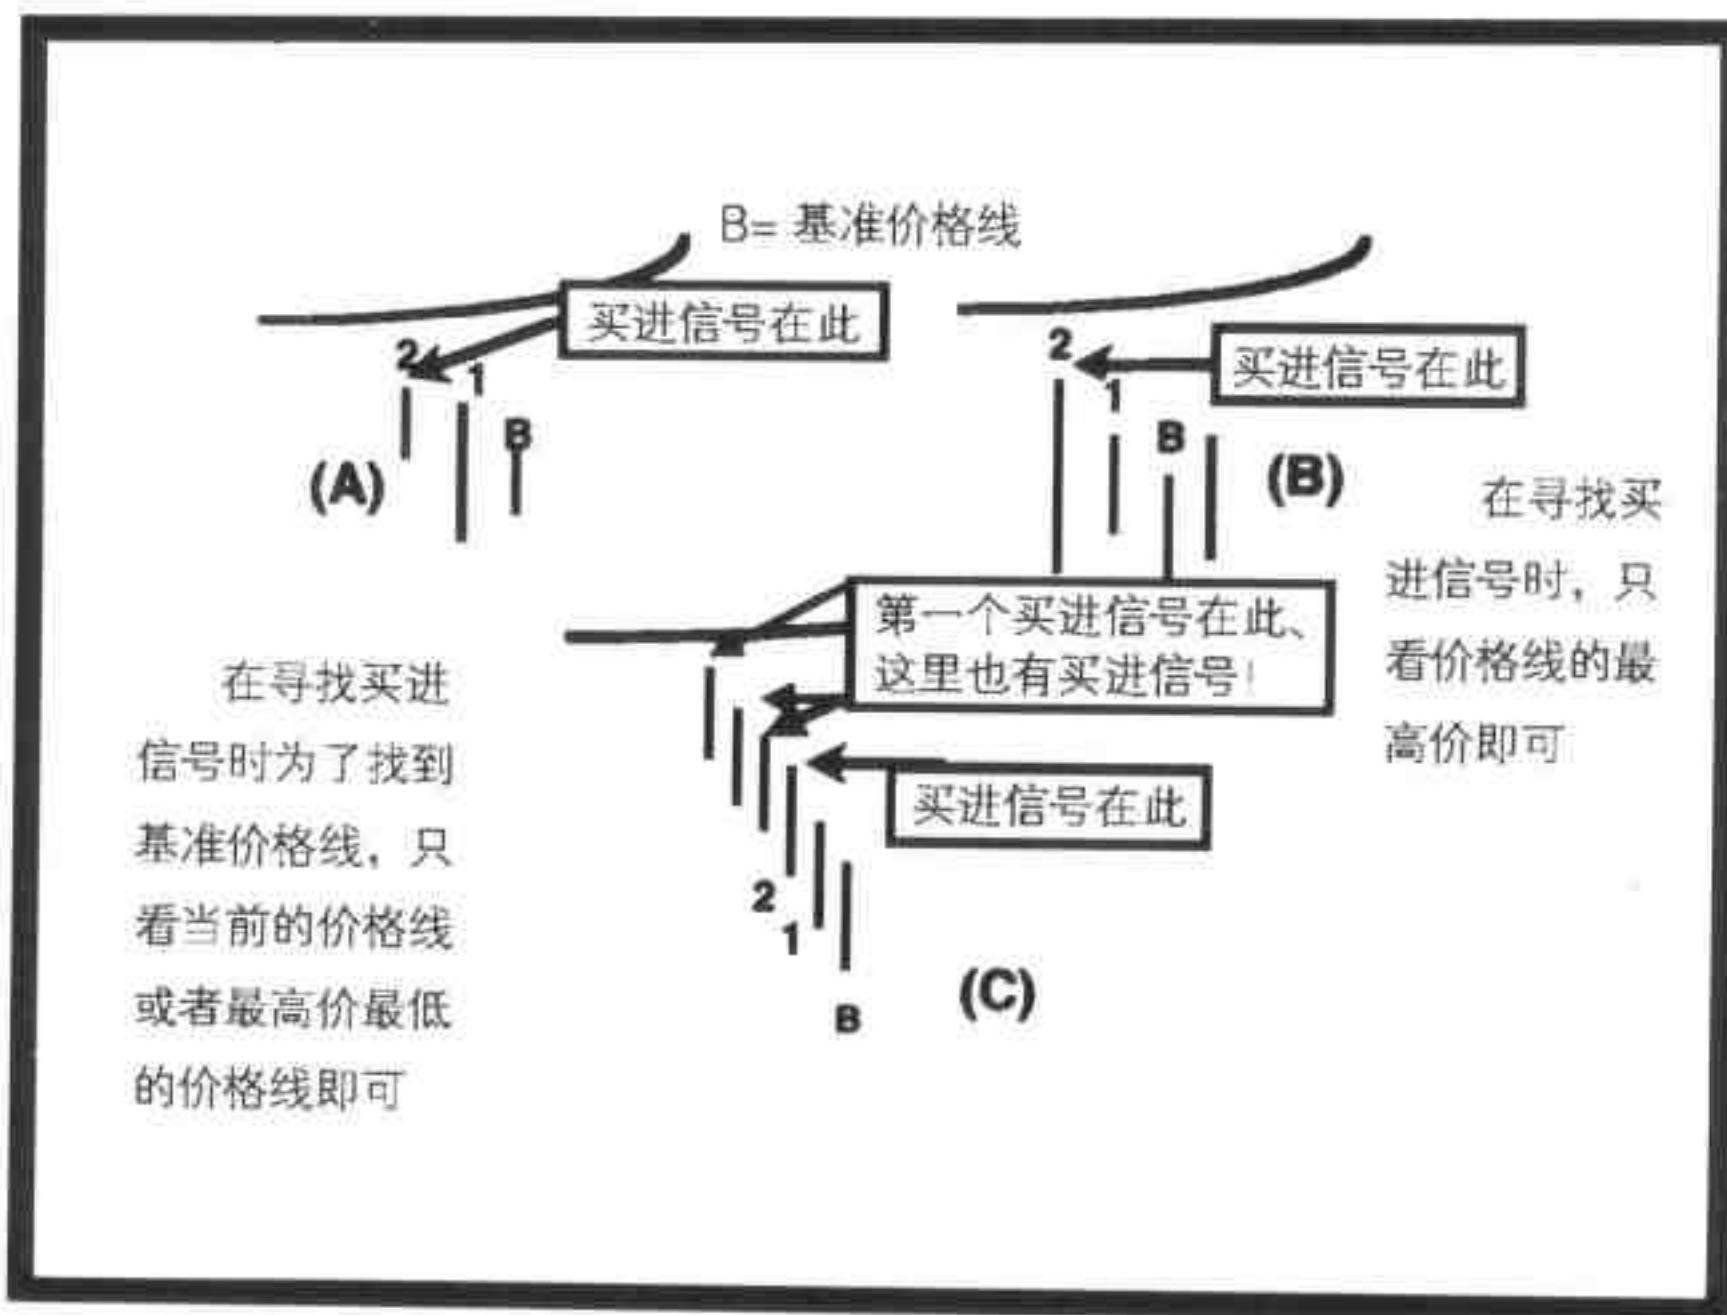 B= 基准价格线
买进信号在此
2
1
B
(A)
买进信号在此
2
1
B
(B)
在寻找买
进信号时，只
看价格线的最
高价即可
第一个买进信号在此、
这里也有买进信号！
买进信号在此
2
1
B
(C)
在寻找买进
信号时为了找到
基准价格线，只
看当前的价格线
或者最高价最低
的价格线即可